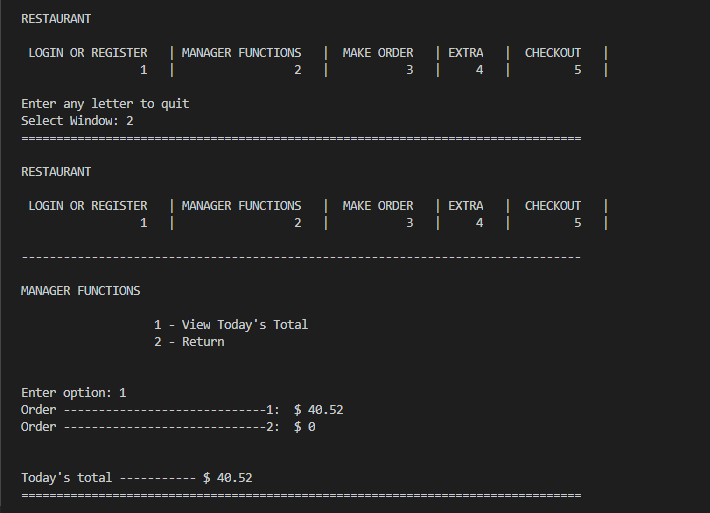 RESTAURANT
LOGIN OR REGISTER | MANAGER FUNCTIONS | MAKE ORDER | EXTRA | CHECKOUT |
1 | 2 | 3 | 4 | 5 |
Enter any letter to quit
Select Window: 2
================================================================================
RESTAURANT
LOGIN OR REGISTER | MANAGER FUNCTIONS | MAKE ORDER | EXTRA | CHECKOUT |
1 | 2 | 3 | 4 | 5 |
--------------------------------------------------------------------------------
MANAGER FUNCTIONS
1 - View Today's Total
2 - Return
Enter option: 1
Order -----------------------------1: $ 40.52
Order -----------------------------2: $ 0
Today's total ----------- $ 40.52
================================================================================